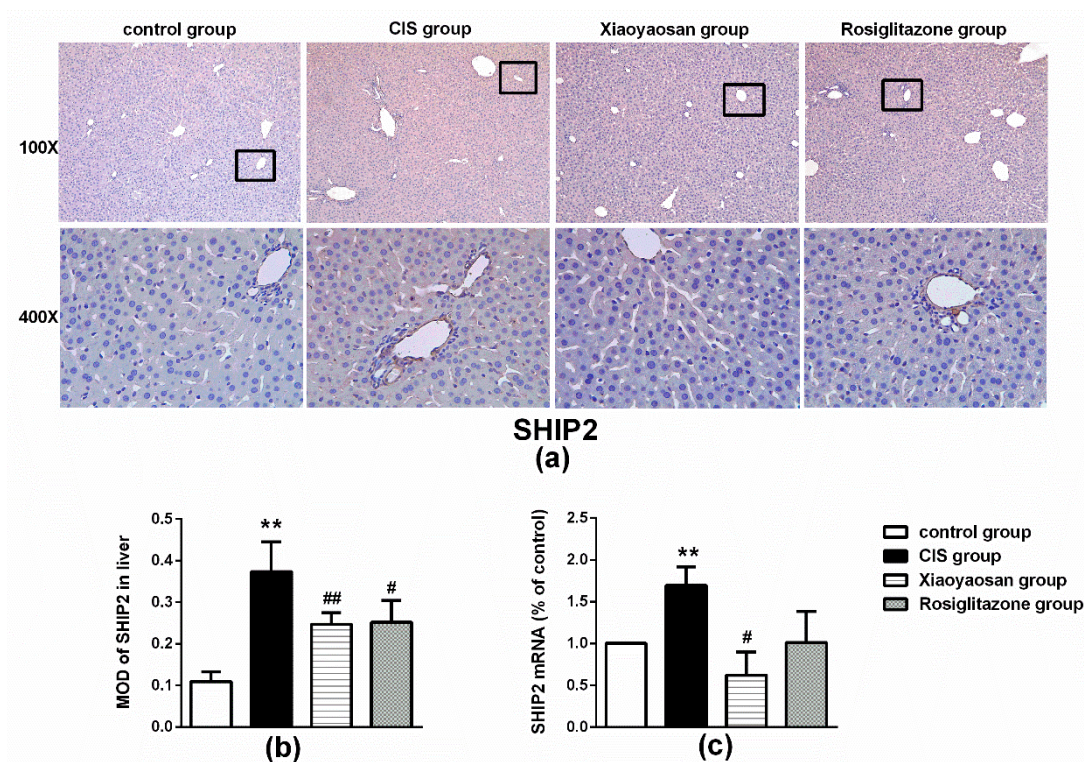 control group
CIS group
Xiaoyaosan group
Rosiglitazone group
100X
400X
SHIP2
(a)
MOD of SHIP2 in liver
0.5
0.4
0.3
0.2
0.1
0.0
**
##
#
(b)
SHIP2 mRNA (% of control)
2.5
2.0
1.5
1.0
0.5
0.0
**
#
(c)
control group
CIS group
Xiaoyaosan group
Rosiglitazone group